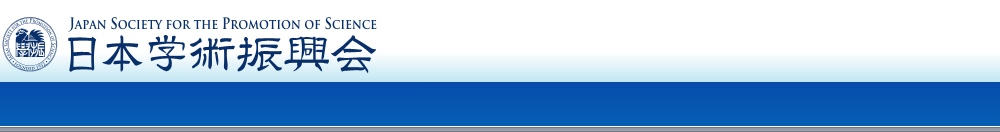 JAPAN SOCIETY FOR THE PROMOTION OF SCIENCE
日本学術振興会